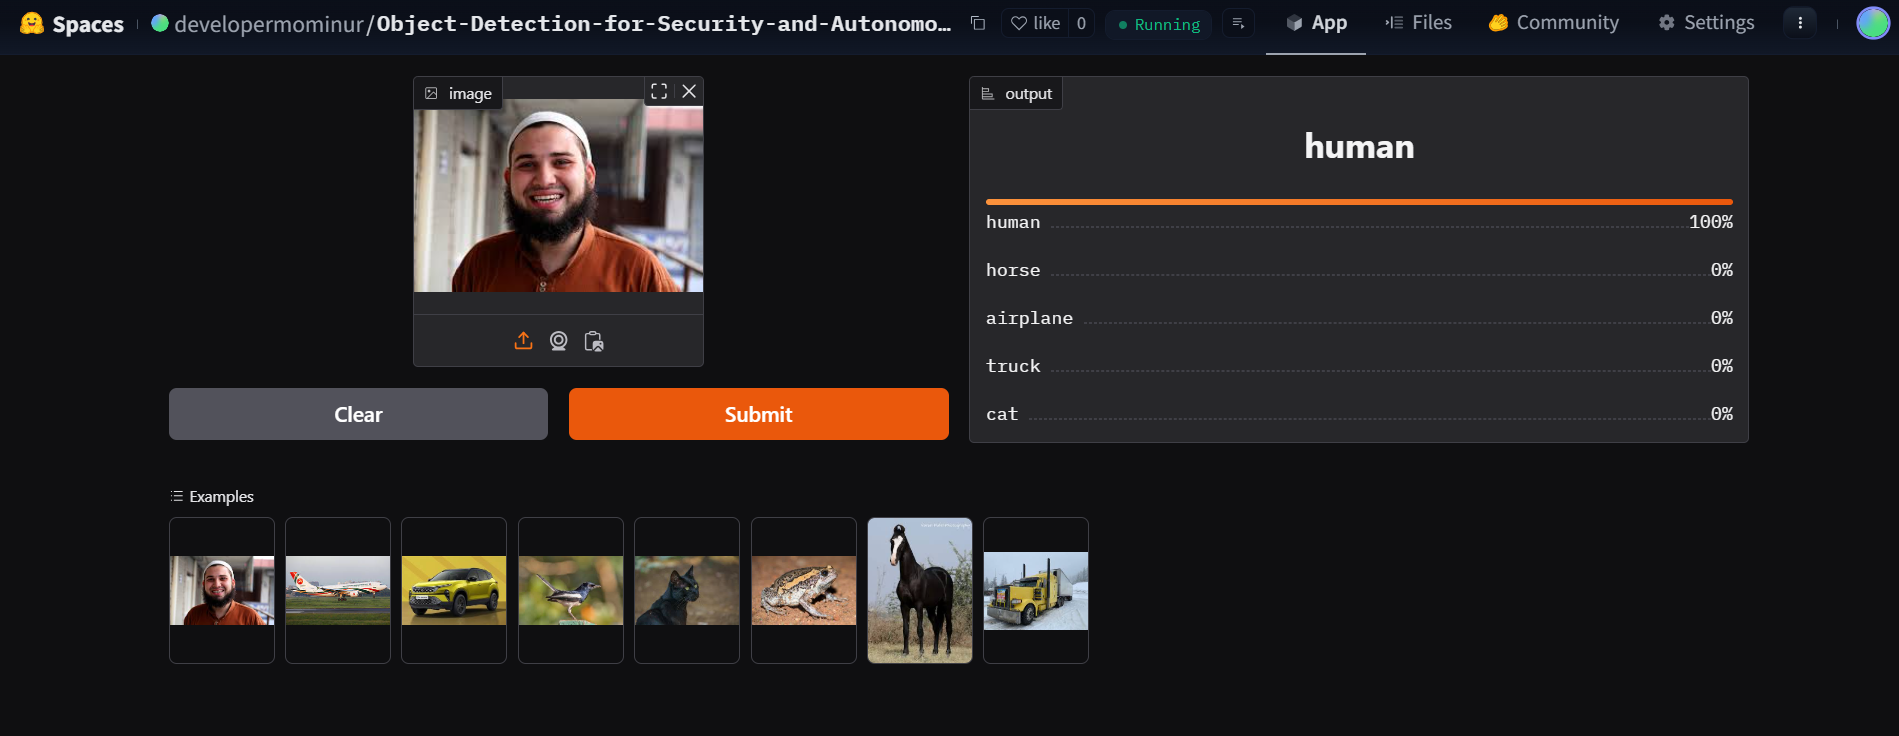 Spaces
developermominur/Object-Detection-for-Security-and-Autonomo...
like 0
Running
App
Files
Community
Settings
image
output
human
human 100%
horse 0%
airplane 0%
truck 0%
cat 0%
Clear
Submit
Examples